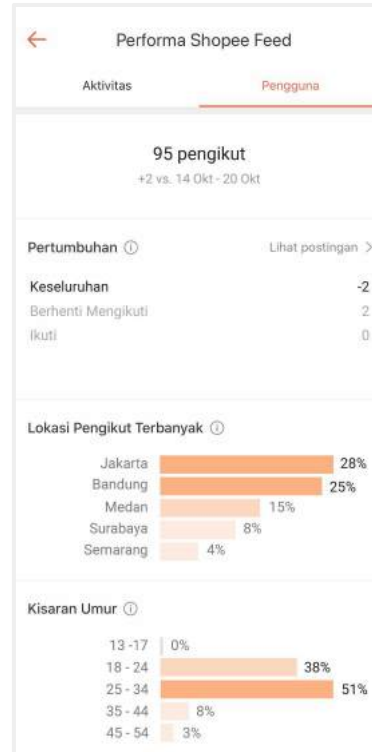 Performa Shopee Feed
Aktivitas Pengguna
95 pengikut
+2 vs. 14 Okt - 20 Okt
Pertumbuhan Lihat postingan >
Keseluruhan -2
Berhenti Mengikuti 2
Ikuti 0
Lokasi Pengikut Terbanyak
Jakarta 28%
Bandung 25%
Medan 15%
Surabaya 8%
Semarang 4%
Kisaran Umur
13 -17 0%
18 - 24 38%
25 - 34 51%
35 - 44 8%
45 - 54 3%